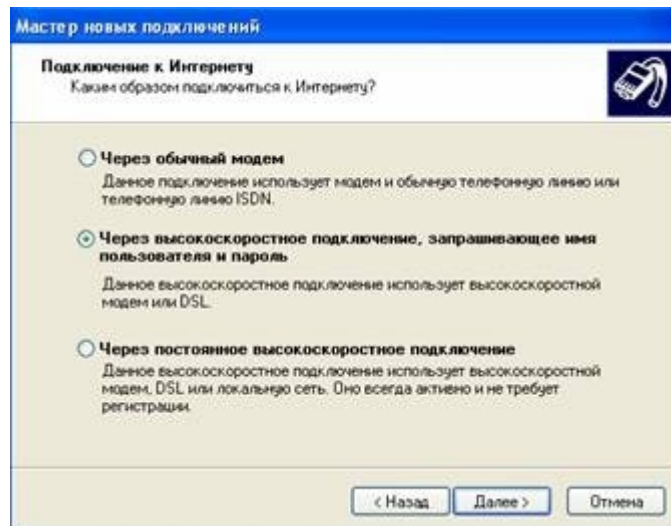 Мастер новых подключений
Подключение к Интернету
Каким образом подключиться к Интернету?
Через обычный модем
Данное подключение использует модем и обычную телефонную линию или
телефонную линию ISDN.
Через высокоскоростное подключение, запрашивающее имя
пользователя и пароль
Данное высокоскоростное подключение использует высокоскоростной
модем или DSL.
Через постоянное высокоскоростное подключение
Данное высокоскоростное подключение использует высокоскоростной
модем, DSL или локальную сеть. Оно всегда активно и не требует
регистрации.
< Назад Далее > Отмена